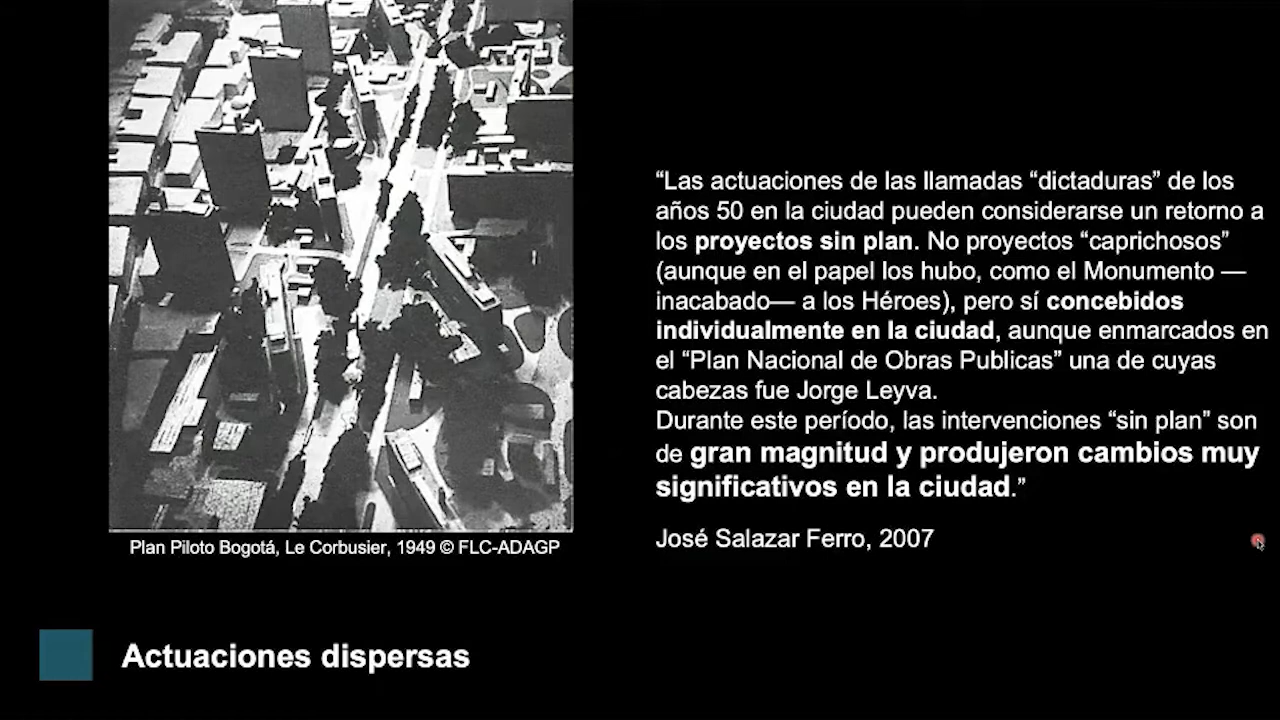 “Las actuaciones de las llamadas “dictaduras” de los
años 50 en la ciudad pueden considerarse un retorno a
los proyectos sin plan. No proyectos “caprichosos”
(aunque en el papel los hubo, como el Monumento —
inacabado— a los Héroes), pero sí concebidos
individualmente en la ciudad, aunque enmarcados en
el “Plan Nacional de Obras Publicas” una de cuyas
cabezas fue Jorge Leyva.
Durante este período, las intervenciones “sin plan” son
de gran magnitud y produjeron cambios muy
significativos en la ciudad.”
José Salazar Ferro, 2007
Plan Piloto Bogotá, Le Corbusier, 1949 © FLC-ADAGP
Actuaciones dispersas